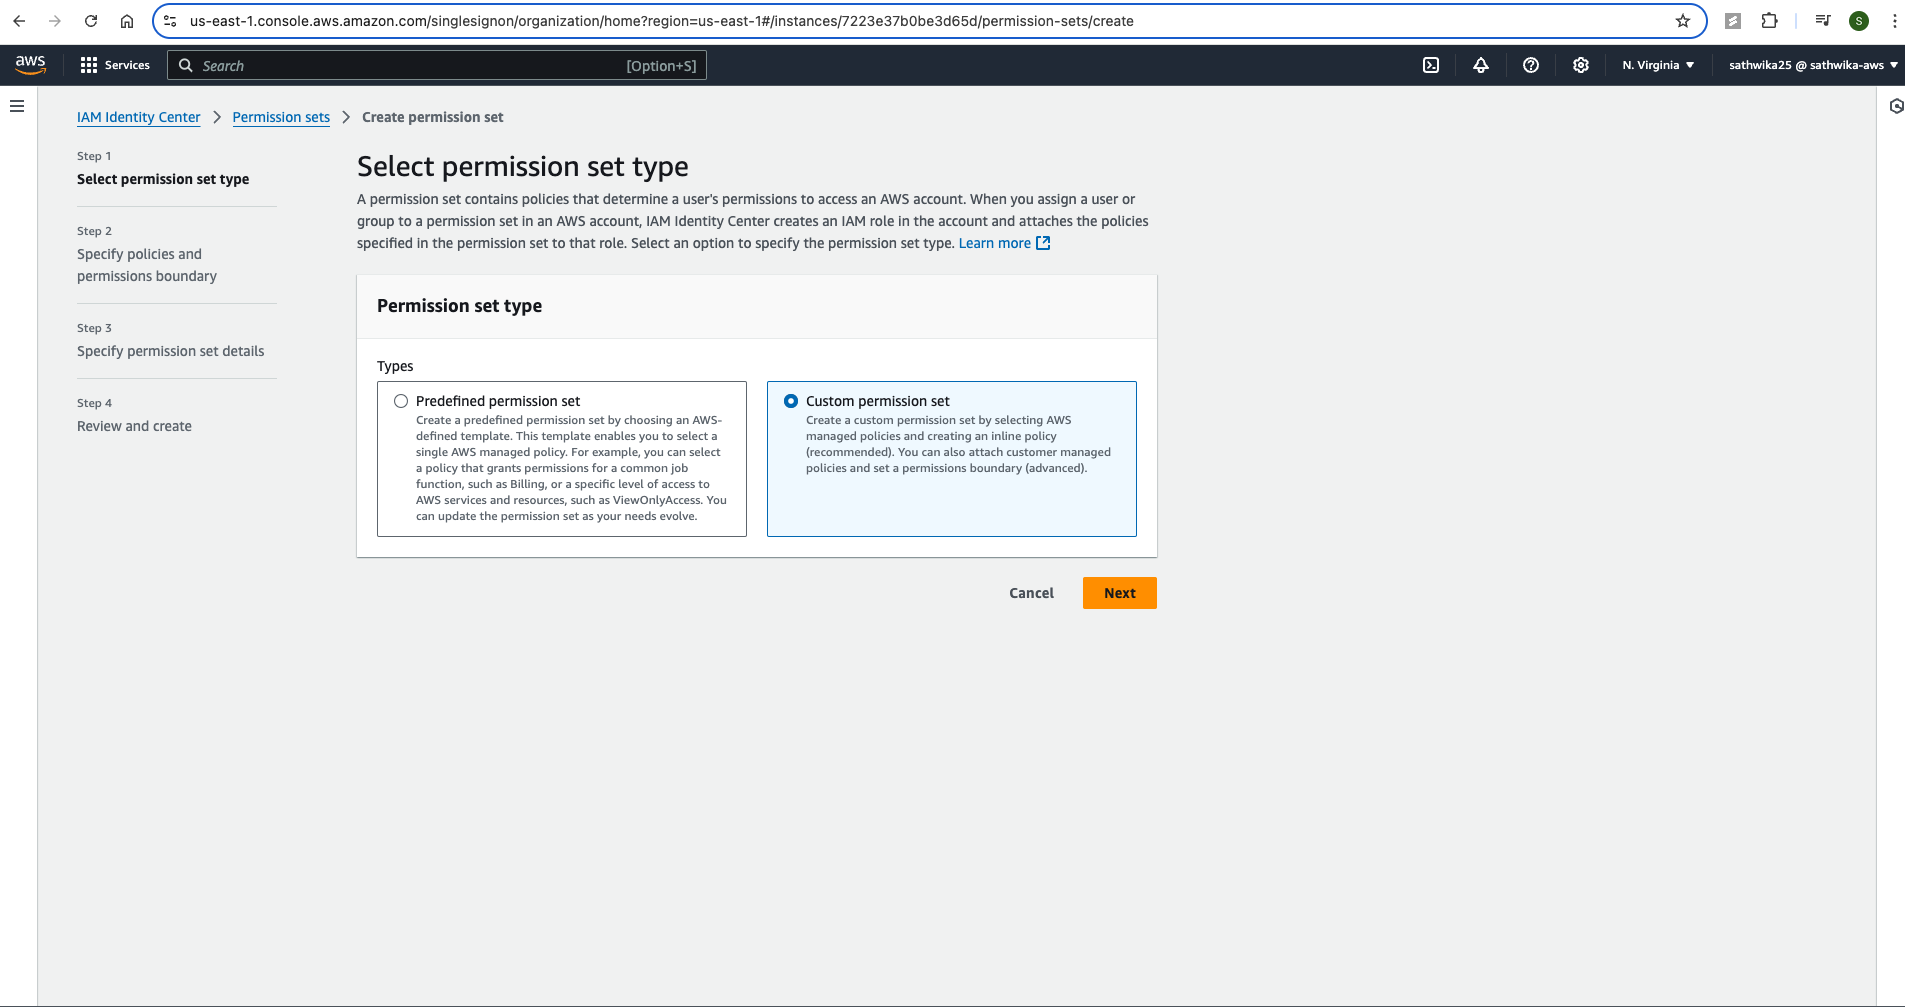 us-east-1.console.aws.amazon.com/singlesignon/organization/home?region=us-east-1#/instances/7223e37b0be3d65d/permission-sets/create
S
aws
Services
Search
[Option+S]
N. Virginia
sathwika25 @ sathwika-aws
IAM Identity Center
Permission sets
Create permission set
Step 1
Select permission set type
Step 2
Specify policies and
permissions boundary
Step 3
Specify permission set details
Step 4
Review and create
Select permission set type
A permission set contains policies that determine a user's permissions to access an AWS account. When you assign a user or
group to a permission set in an AWS account, IAM Identity Center creates an IAM role in the account and attaches the policies
specified in the permission set to that role. Select an option to specify the permission set type. Learn more
Permission set type
Types
Predefined permission set
Create a predefined permission set by choosing an AWS-
defined template. This template enables you to select a
single AWS managed policy. For example, you can select
a policy that grants permissions for a common job
function, such as Billing, or a specific level of access to
AWS services and resources, such as ViewOnlyAccess. You
can update the permission set as your needs evolve.
Custom permission set
Create a custom permission set by selecting AWS
managed policies and creating an inline policy
(recommended). You can also attach customer managed
policies and set a permissions boundary (advanced).
Cancel
Next